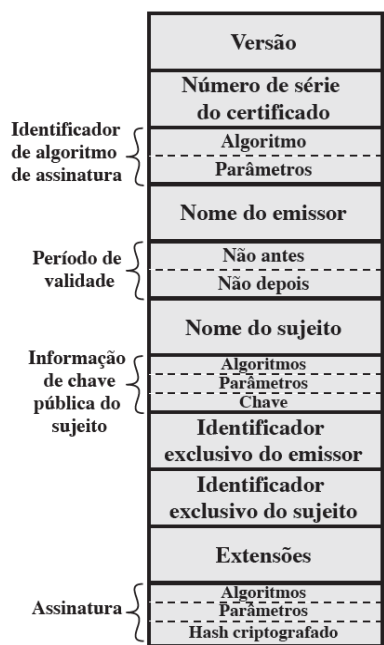 Versão
Número de série
do certificado
Identificador
de algoritmo
de assinatura
Algoritmo
Parâmetros
Nome do emissor
Período de
validade
Não antes
Não depois
Nome do sujeito
Informação
de chave
pública do
sujeito
Algoritmos
Parâmetros
Chave
Identificador
exclusivo do emissor
Identificador
exclusivo do sujeito
Extensões
Assinatura
Algoritmos
Parâmetros
Hash criptografado